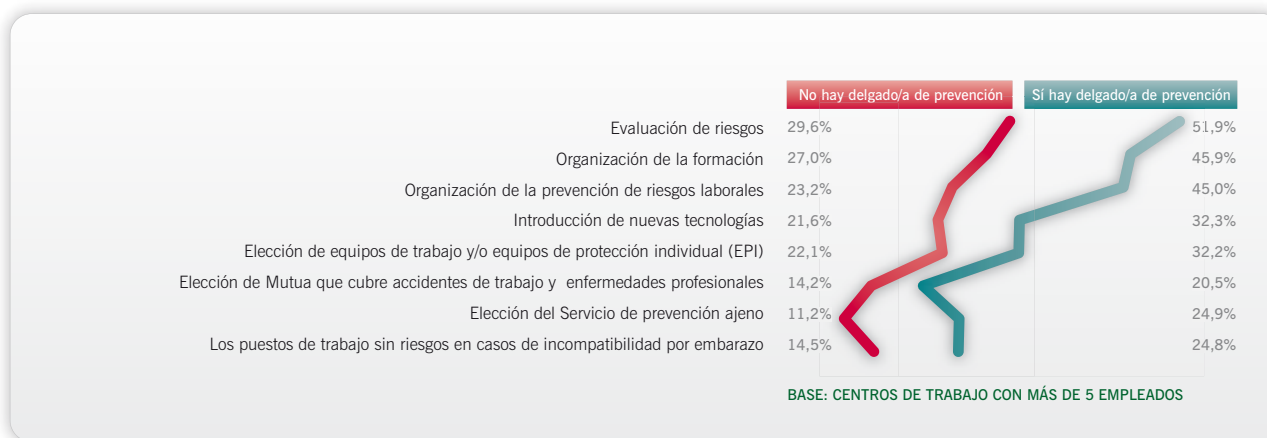 No hay delgado/a de prevención Sí hay delgado/a de prevención
Evaluación de riesgos 29,6% 51,9%
Organización de la formación 27,0% 45,9%
Organización de la prevención de riesgos laborales 23,2% 45,0%
Introducción de nuevas tecnologías 21,6% 32,3%
Elección de equipos de trabajo y/o equipos de protección individual (EPI) 22,1% 32,2%
Elección de Mutua que cubre accidentes de trabajo y enfermedades profesionales 14,2% 20,5%
Elección del Servicio de prevención ajeno 11,2% 24,9%
Los puestos de trabajo sin riesgos en casos de incompatibilidad por embarazo 14,5% 24,8%
BASE: CENTROS DE TRABAJO CON MÁS DE 5 EMPLEADOS